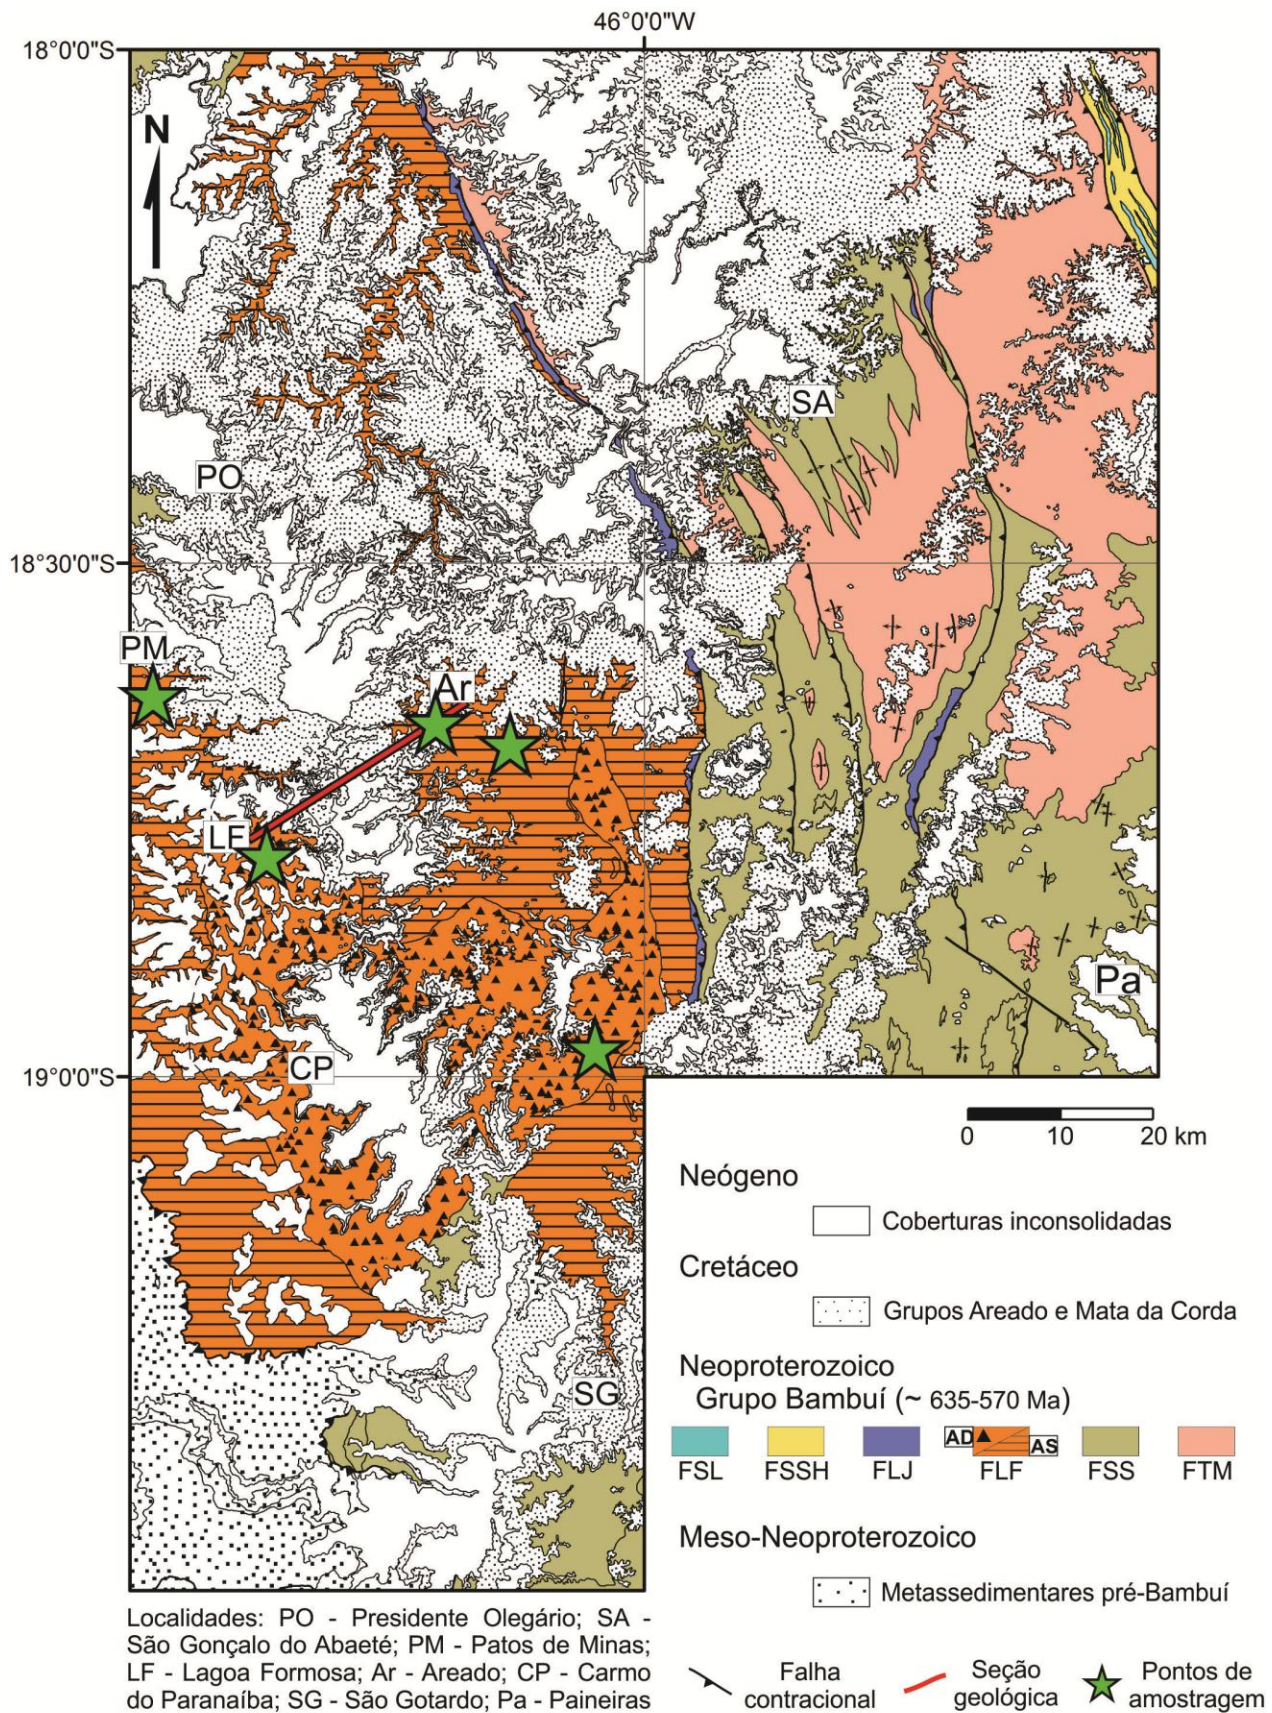 46°0'0"W
18°0'0"S
N
SA
PO
18°30'0"S
PM
Ar
LF
Pa
CP
19°0'0"S
0 10 20 km
Neógeno
Coberturas inconsolidadas
Cretáceo
Grupos Areado e Mata da Corda
Neoproterozoico
Grupo Bambuí (~ 635-570 Ma)
SG
AD AS
FSL FSSH FLJ FLF FSS FTM
Meso-Neoproterozoico
Metassedimentares pré-Bambuí
Localidades: PO - Presidente Olegário; SA -
São Gonçalo do Abaeté; PM - Patos de Minas;
LF - Lagoa Formosa; Ar - Areado; CP - Carmo
do Paranaíba; SG - São Gotardo; Pa - Paineiras
Falha
contracional
Seção
geológica
Pontos de
amostragem